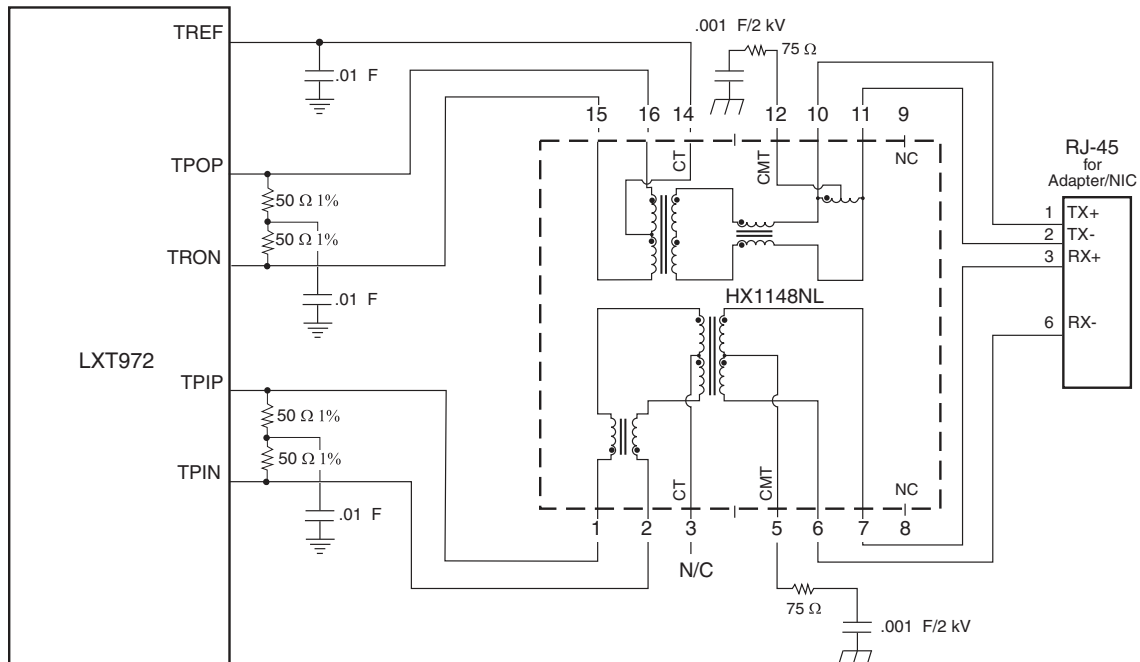 TREF
.01 F
.001 F/2 kV
75 Ω
15
16
14
12
10
11
9
CT
CMT
NC
RJ-45
for
Adapter/NIC
TPOP
50 Ω 1%
50 Ω 1%
TRON
.01 F
1 TX+
2 TX-
3 RX+
6 RX-
HX1148NL
LXT972
TPIP
50 Ω 1%
50 Ω 1%
TPIN
.01 F
CT
CMT
NC
1
2
3
5
6
7
8
N/C
75 Ω
.001 F/2 kV